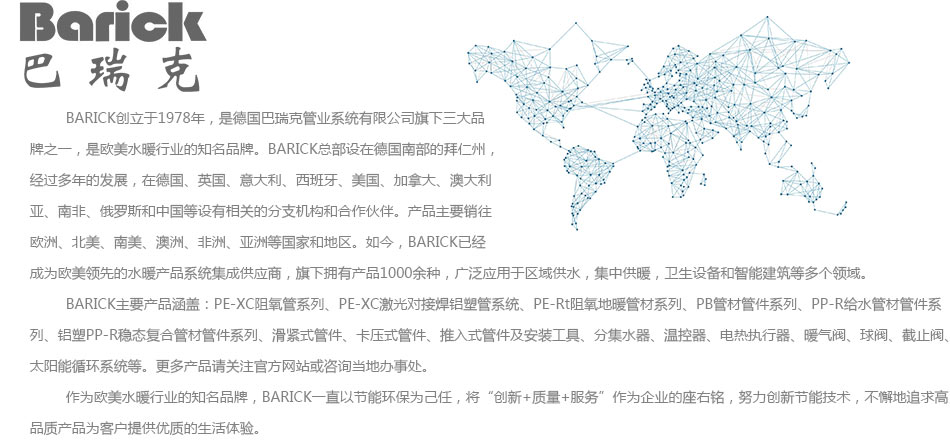 Barick
巴瑞克
BARICK创立于1978年，是德国巴瑞克管业系统有限公司旗下三大品
牌之一，是欧美水暖行业的知名品牌。BARICK总部设在德国南部的拜仁州，
经过多年的发展，在德国、英国、意大利、西班牙、美国、加拿大、澳大利
亚、南非、俄罗斯和中国等设有相关的分支机构和合作伙伴。产品主要销往
欧洲、北美、南美、澳洲、非洲、亚洲等国家和地区。如今，BARICK已经
成为欧美领先的水暖产品系统集成供应商，旗下拥有产品1000余种，广泛应用于区域供水，集中供暖，卫生设备和智能建筑等多个领域。
BARICK主要产品涵盖：PE-XC阻氧管系列、PE-XC激光对接焊铝塑管系统、PE-Rt阻氧地暖管材系列、PB管材管件系列、PP-R给水管材管件系
列、铝塑PP-R稳态复合管材管件系列、滑紧式管件、卡压式管件、推入式管件及安装工具、分集水器、温控器、电热执行器、暖气阀、球阀、截止阀、
太阳能循环系统等。更多产品请关注官方网站或咨询当地办事处。
作为欧美水暖行业的知名品牌，BARICK一直以节能环保为己任，将“创新+质量+服务”作为企业的座右铭，努力创新节能技术，不懈地追求高
品质产品为客户提供优质的生活体验。